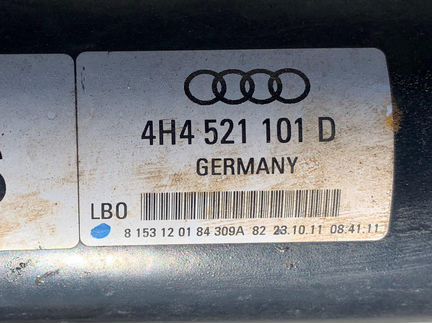 4H4 521 101 D
GERMANY
LBO
8 153 12 01 84 309A 82 23.10.11 08.41.11